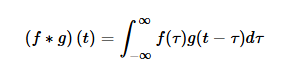 (f ∗ g) (t) = ∫_{−∞}^{∞} f(τ)g(t − τ)dτ